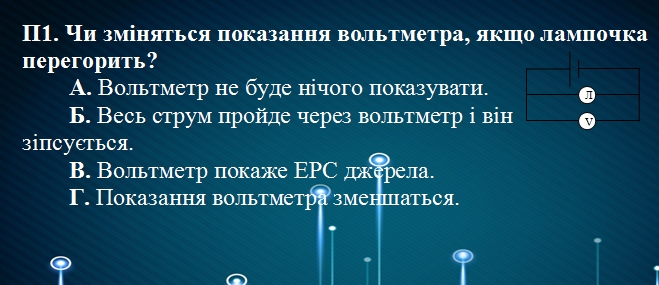 П1. Чи зміняться показання вольтметра, якщо лампочка
перегорить?
А. Вольтметр не буде нічого показувати.
Л
Б. Весь струм пройде через вольтметр і він
V
зіпсується.
В. Вольтметр покаже ЕРС джерела.
Г. Показання вольтметра зменшаться.